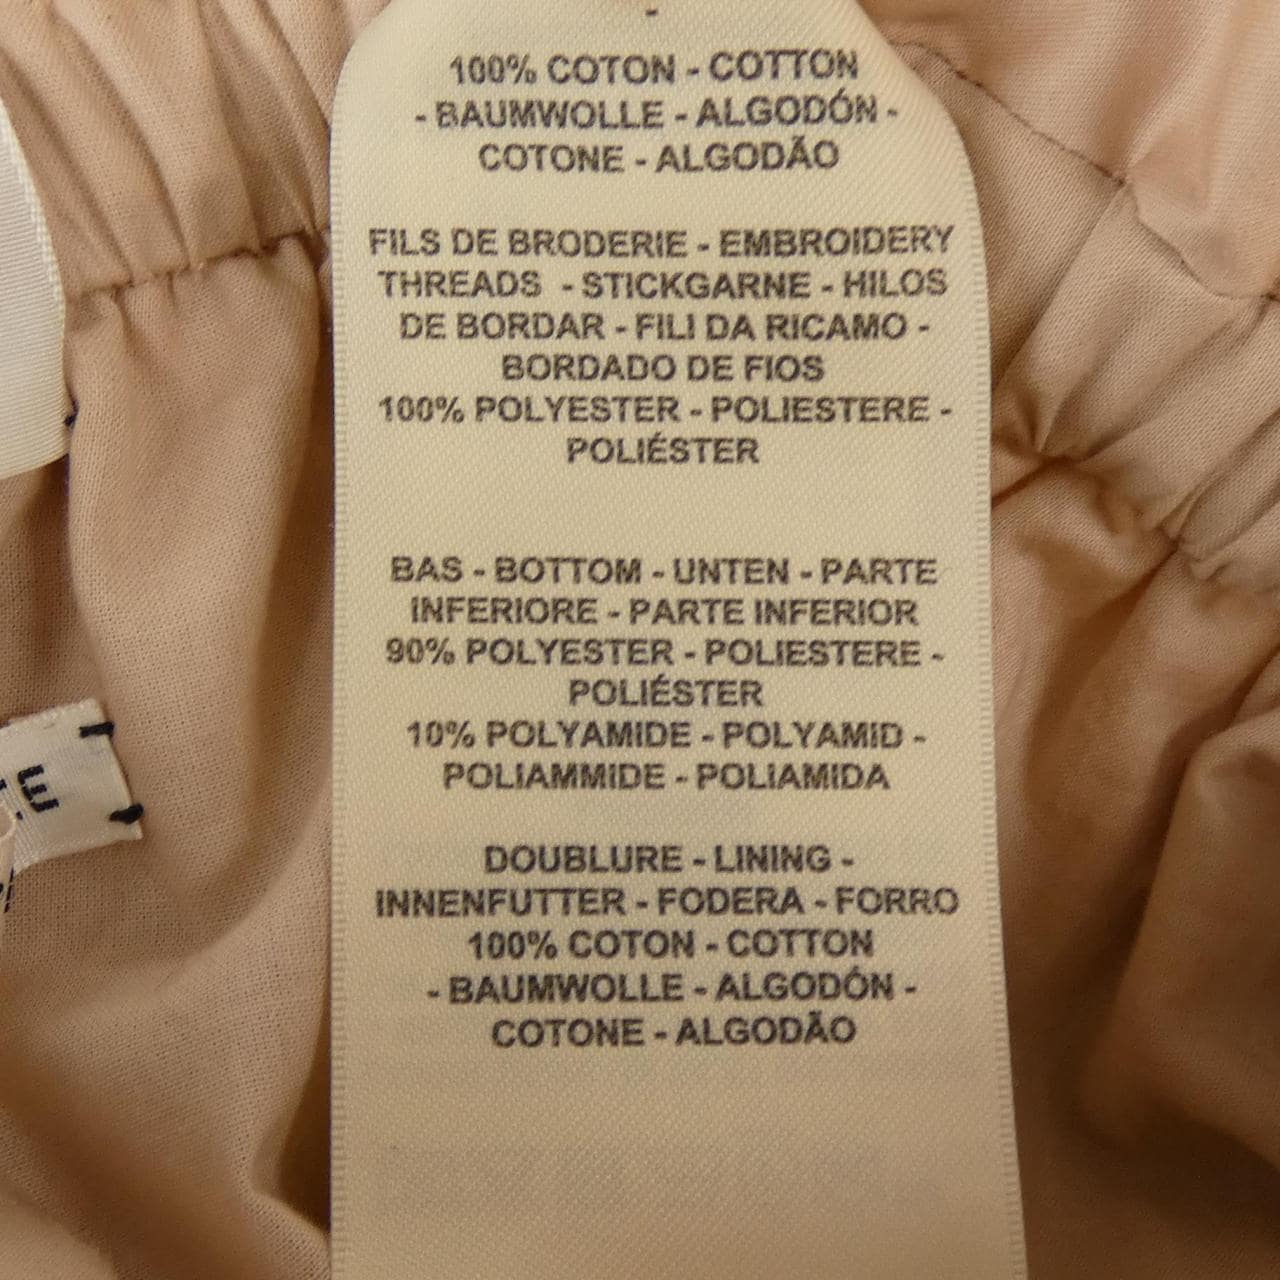 -
100% COTON - COTTON
- BAUMWOLLE - ALGODÓN -
COTONE - ALGODÃO
FILS DE BRODERIE - EMBROIDERY
THREADS - STICKGARNE - HILOS
DE BORDAR - FILI DA RICAMO -
BORDADO DE FIOS
100% POLYESTER - POLIESTERE -
POLIÉSTER
BAS - BOTTOM - UNTEN - PARTE
INFERIORE - PARTE INFERIOR
90% POLYESTER - POLIESTERE -
POLIÉSTER
10% POLYAMIDE - POLYAMID -
POLIAMMIDE - POLIAMIDA
DOUBLURE - LINING -
INNENFUTTER - FODERA - FORRO
100% COTON - COTTON
- BAUMWOLLE - ALGODÓN -
COTONE - ALGODÃO